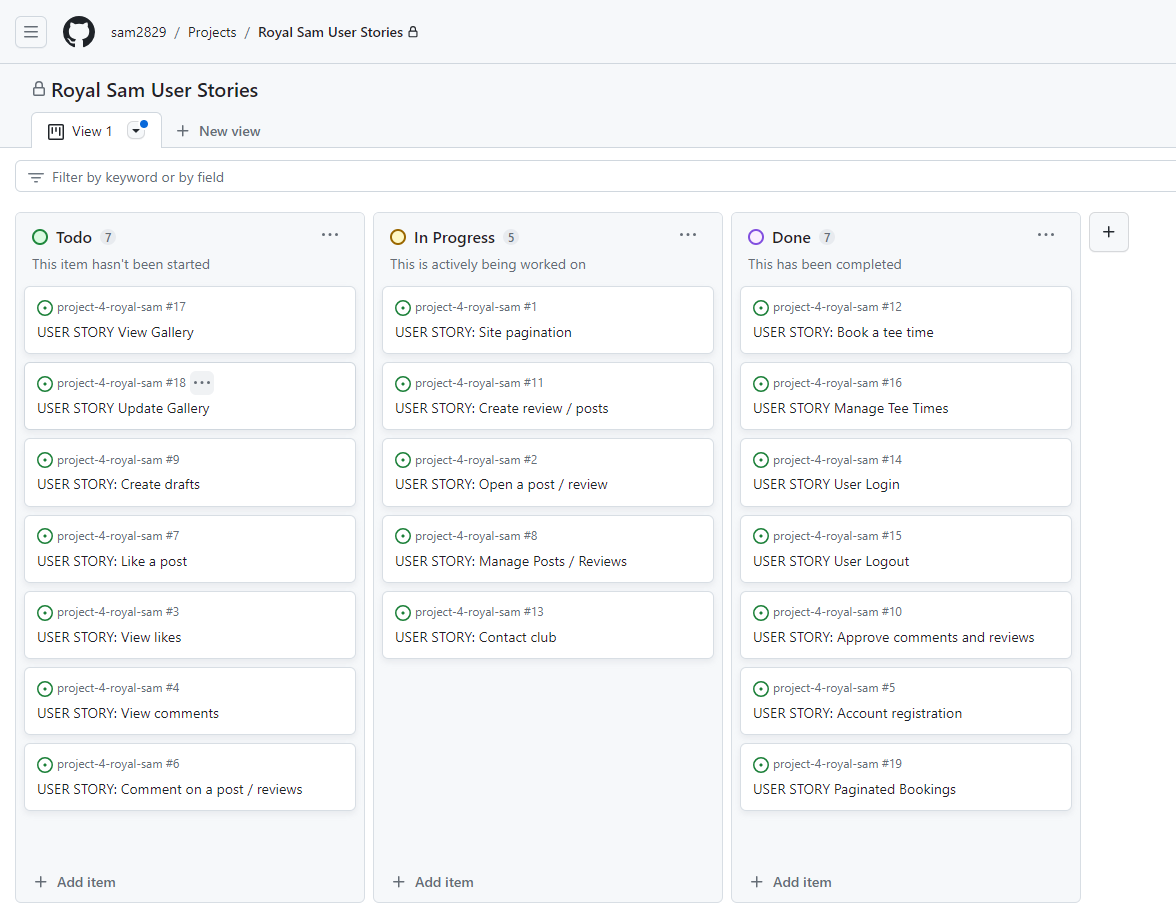 sam2829 / Projects / Royal Sam User Stories
Royal Sam User Stories
View 1
New view
Filter by keyword or by field
Todo 7
This item hasn't been started
project-4-royal-sam #17
USER STORY View Gallery
project-4-royal-sam #18
USER STORY Update Gallery
project-4-royal-sam #9
USER STORY: Create drafts
project-4-royal-sam #7
USER STORY: Like a post
project-4-royal-sam #3
USER STORY: View likes
project-4-royal-sam #4
USER STORY: View comments
project-4-royal-sam #6
USER STORY: Comment on a post / reviews
Add item
In Progress 5
This is actively being worked on
project-4-royal-sam #1
USER STORY: Site pagination
project-4-royal-sam #11
USER STORY: Create review / posts
project-4-royal-sam #2
USER STORY: Open a post / review
project-4-royal-sam #8
USER STORY: Manage Posts / Reviews
project-4-royal-sam #13
USER STORY: Contact club
Add item
Done 7
This has been completed
project-4-royal-sam #12
USER STORY: Book a tee time
project-4-royal-sam #16
USER STORY Manage Tee Times
project-4-royal-sam #14
USER STORY User Login
project-4-royal-sam #15
USER STORY User Logout
project-4-royal-sam #10
USER STORY: Approve comments and reviews
project-4-royal-sam #5
USER STORY: Account registration
project-4-royal-sam #19
USER STORY Paginated Bookings
Add item